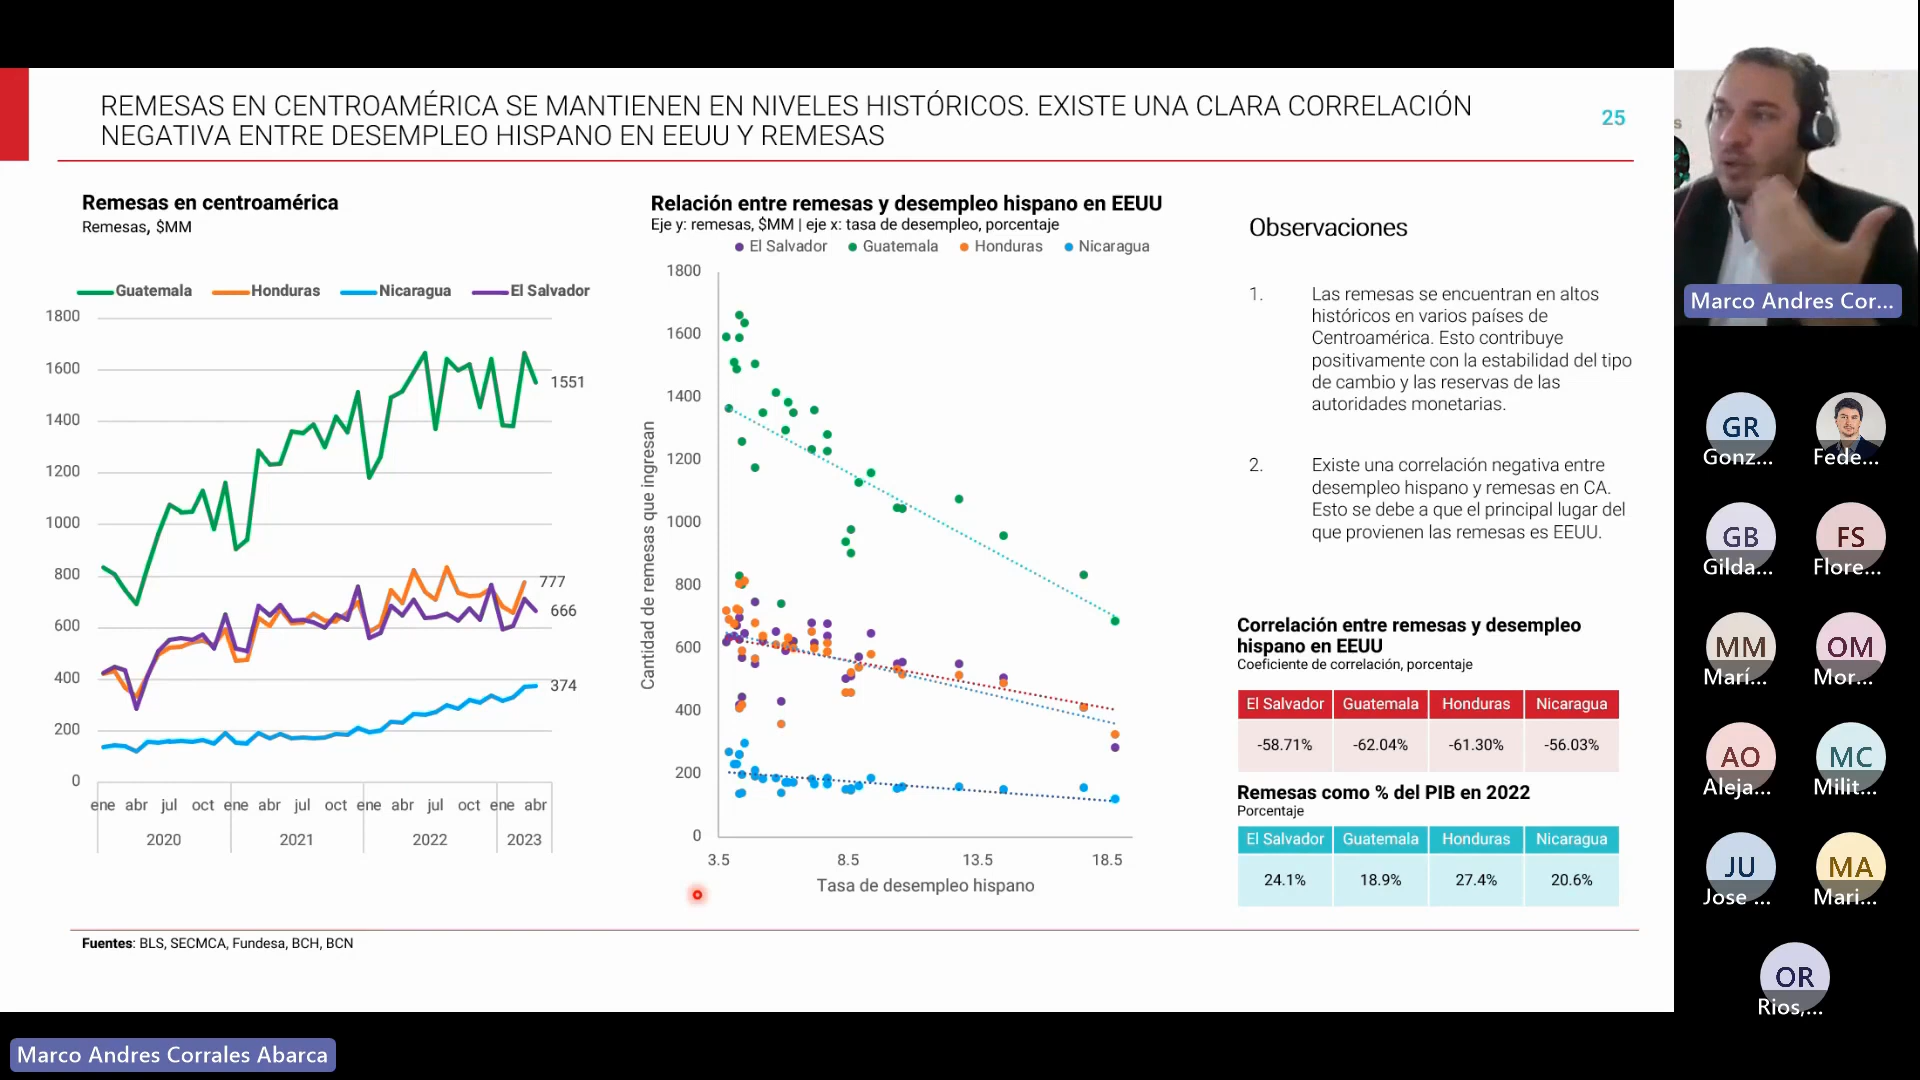 REMESAS EN CENTROAMÉRICA SE MANTIENEN EN NIVELES HISTÓRICOS. EXISTE UNA CLARA CORRELACIÓN
NEGATIVA ENTRE DESEMPLEO HISPANO EN EEUU Y REMESAS
25
Remesas en centroamérica
Remesas, $MM
Guatemala Honduras Nicaragua El Salvador
1800
1600
1400
1200
1000
800
600
400
200
0
1551
777
666
374
ene abr jul oct ene abr jul oct ene abr jul oct ene abr
2020 2021 2022 2023
Relación entre remesas y desempleo hispano en EEUU
Eje y: remesas, $MM | eje x: tasa de desempleo, porcentaje
El Salvador Guatemala Honduras Nicaragua
Cantidad de remesas que ingresan
1800
1600
1400
1200
1000
800
600
400
200
0
3.5 8.5 13.5 18.5
Tasa de desempleo hispano
Observaciones
1. Las remesas se encuentran en altos
históricos en varios países de
Centroamérica. Esto contribuye
positivamente con la estabilidad del tipo
de cambio y las reservas de las
autoridades monetarias.
2. Existe una correlación negativa entre
desempleo hispano y remesas en CA.
Esto se debe a que el principal lugar del
que provienen las remesas es EEUU.
Correlación entre remesas y desempleo
hispano en EEUU
Coeficiente de correlación, porcentaje
El Salvador Guatemala Honduras Nicaragua
-58.71% -62.04% -61.30% -56.03%
Remesas como % del PIB en 2022
Porcentaje
El Salvador Guatemala Honduras Nicaragua
24.1% 18.9% 27.4% 20.6%
Fuentes: BLS, SECMCA, Fundesa, BCH, BCN
Marco Andres Corrales Abarca
s
Marco Andres Cor...
GR
Gonz... Fede...
GB FS
Gilda... Flore...
MM OM
Marí... Mor...
AO MC
Aleja... Milit...
JU MA
Jose ... Mari...
OR
Rios,...